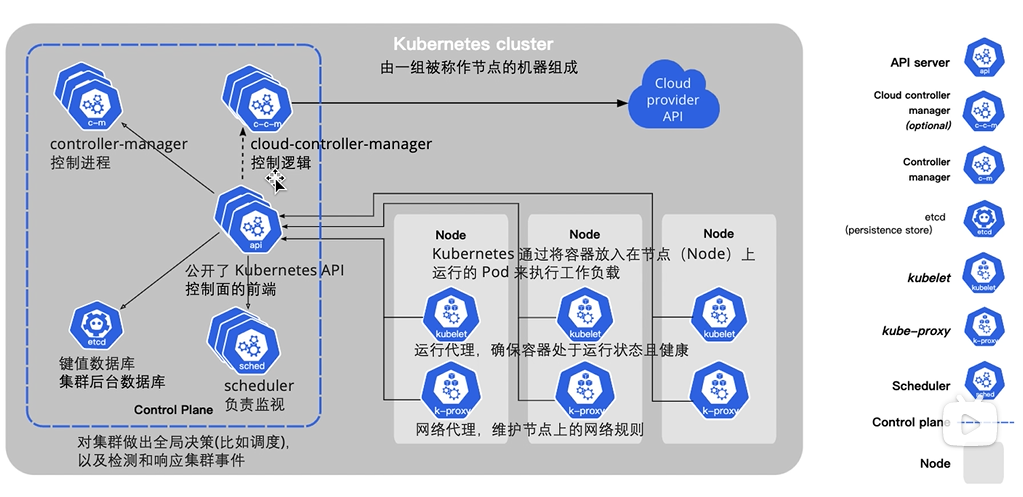 Kubernetes cluster
由一组被称作节点的机器组成
c-m
controller-manager
控制进程
c-c-m
cloud-controller-manager
控制逻辑
Cloud
provider
API
api
公开了 Kubernetes API
控制面的前端
etcd
键值数据库
集群后台数据库
sched
scheduler
负责监视
Control Plane
对集群做出全局决策(比如调度),
以及检测和响应集群事件
Node
Node
Node
Kubernetes 通过将容器放入在节点（Node）上
运行的 Pod 来执行工作负载
kubelet
kubelet
kubelet
运行代理，确保容器处于运行状态且健康
k-proxy
k-proxy
k-proxy
网络代理，维护节点上的网络规则
API server
api
Cloud controller
manager
(optional)
c-c-m
Controller
manager
c-m
etcd
(persistence store)
etcd
kubelet
kubelet
kube-proxy
k-proxy
Scheduler
sched
Control plane
Node